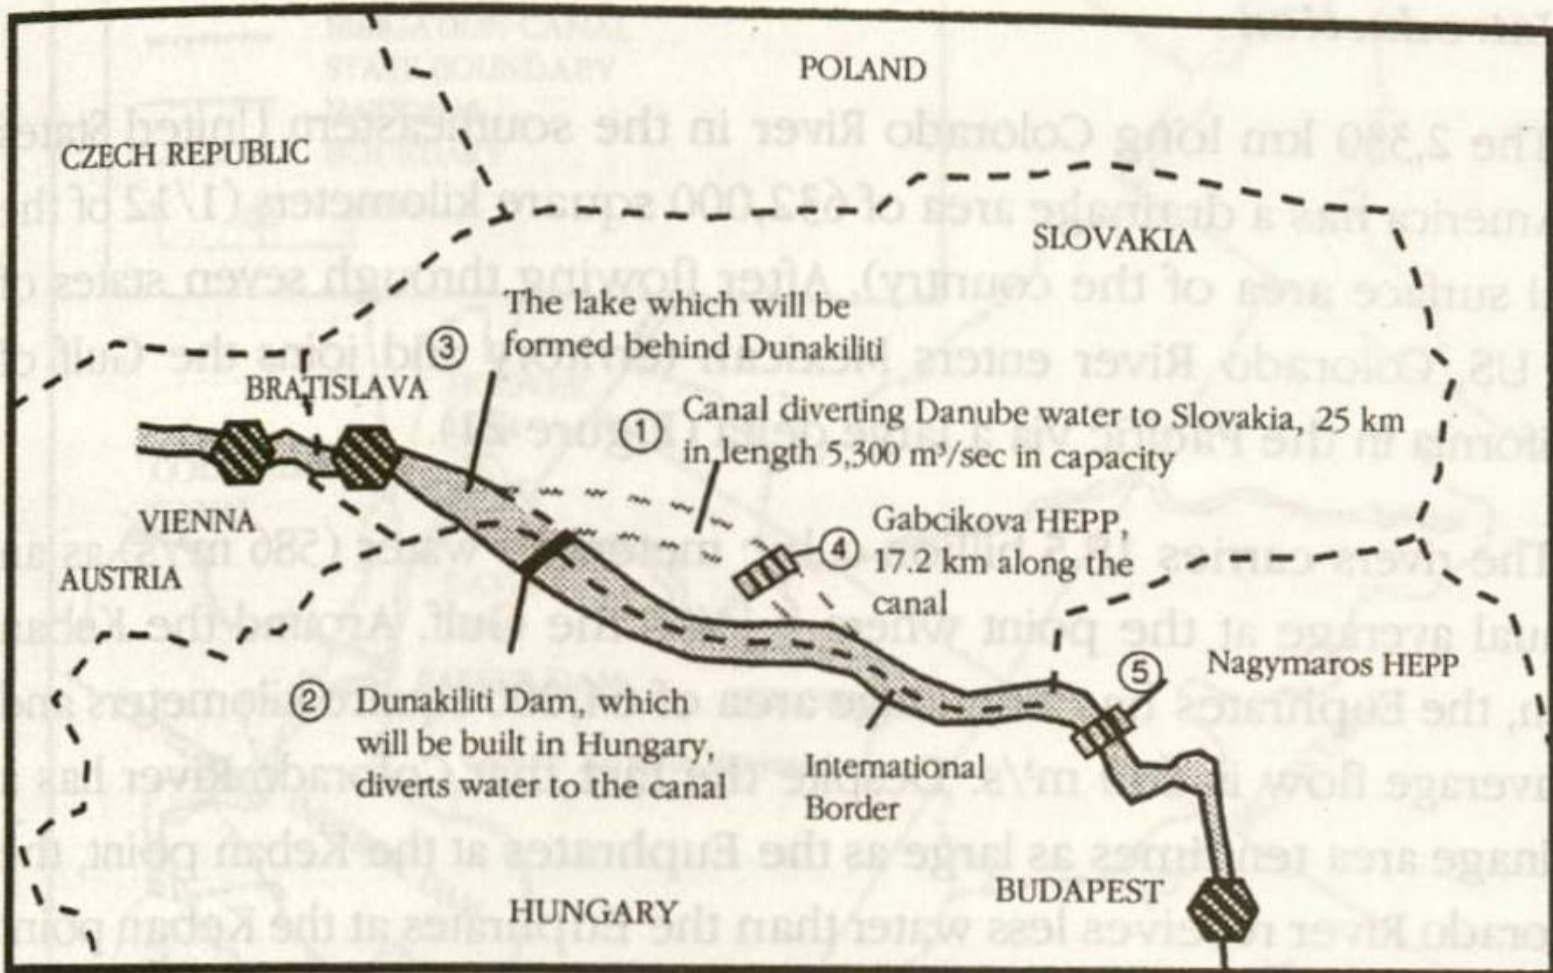 POLAND
CZECH REPUBLIC
SLOVAKIA
③ The lake which will be
formed behind Dunakiliti
BRATISLAVA
① Canal diverting Danube water to Slovakia, 25 km
in length 5,300 m³/sec in capacity
VIENNA
④ Gabcikova HEPP,
17.2 km along the
canal
AUSTRIA
⑤ Nagymaros HEPP
② Dunakiliti Dam, which
will be built in Hungary,
diverts water to the canal
International
Border
BUDAPEST
HUNGARY